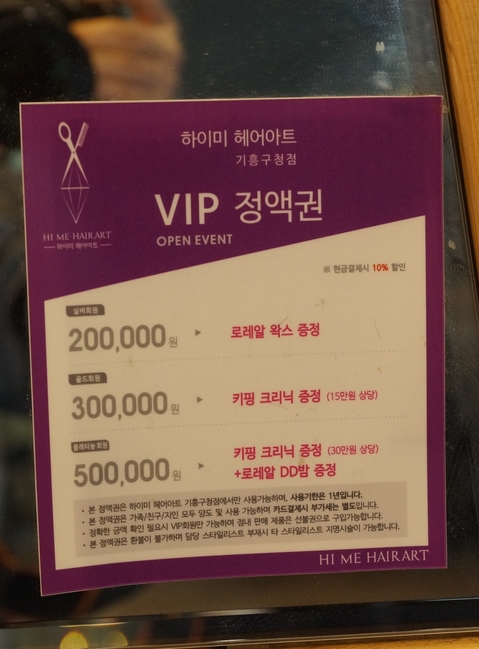 하이미 헤어아트
기흥구청점
HI ME HAIRART
하이미 헤어아트
VIP 정액권
OPEN EVENT
※ 현금결제시 10% 할인
실버회원
200,000원 ▶ 로레알 왁스 증정
골드회원
300,000원 ▶ 키핑 크리닉 증정 (15만원 상당)
플래티늄 회원
500,000원 ▶ 키핑 크리닉 증정 (30만원 상당)
+로레알 DD밤 증정
· 본 정액권은 하이미 헤어아트 기흥구청점에서만 사용가능하며, 사용기한은 1년입니다.
· 본 정액권은 가족/친구/지인 모두 양도 및 사용 가능하며 카드결제시 부가세는 별도입니다.
· 정확한 금액 확인 필요시 VIP회원만 가능하며 점내 판매 제품은 선불권으로 구입가능합니다.
· 본 정액권은 환불이 불가하며 담당 스타일리스트 부재시 타 스타일리스트 지명시술이 가능합니다.
HI ME HAIRART